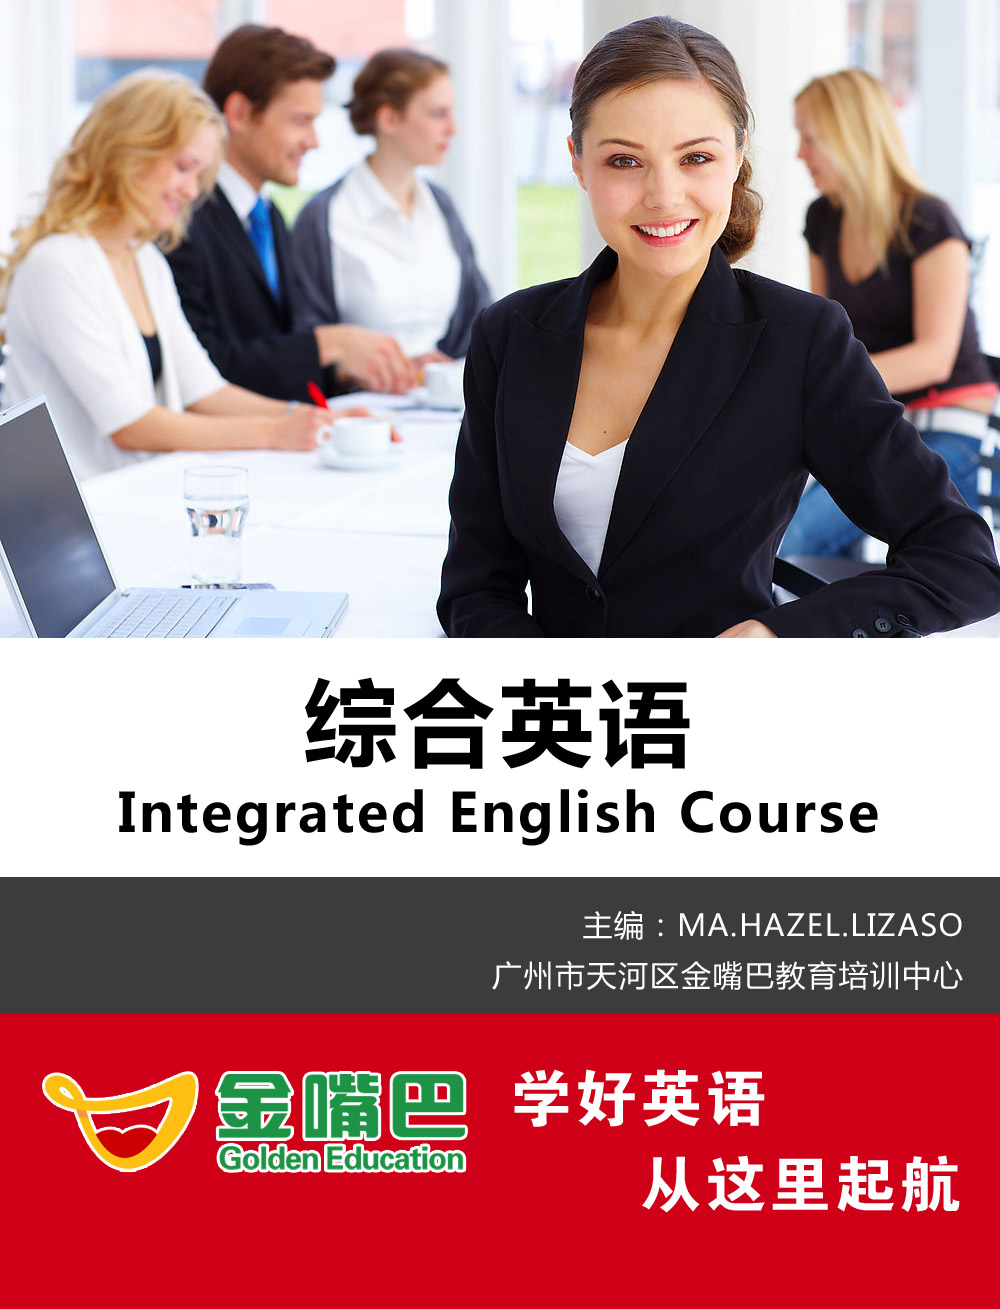 综合英语
Integrated English Course
主编：MA.HAZEL.LIZASO
广州市天河区金嘴巴教育培训中心
金嘴巴
Golden Education
学好英语
从这里起航